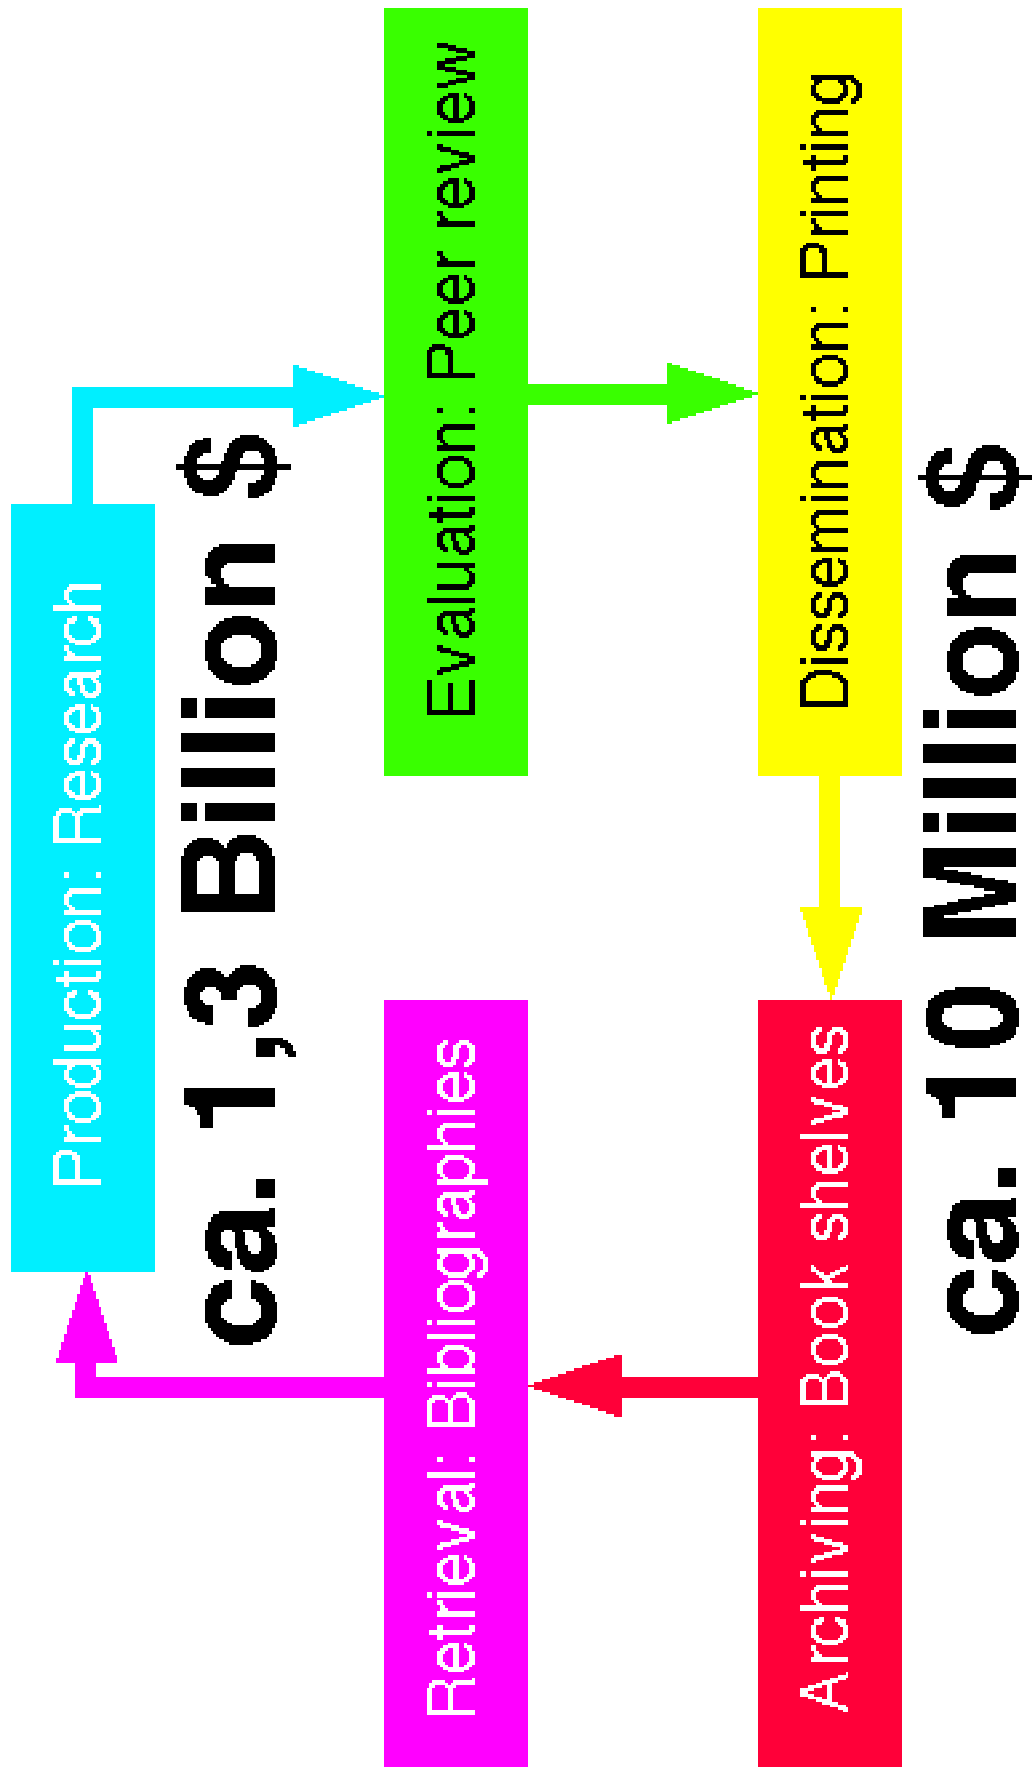 Production: Research
ca. 1,3 Billion $
Retrieval: Bibliographies
Evaluation: Peer review
Archiving: Book shelves
Dissemination: Printing
ca. 10 Million $